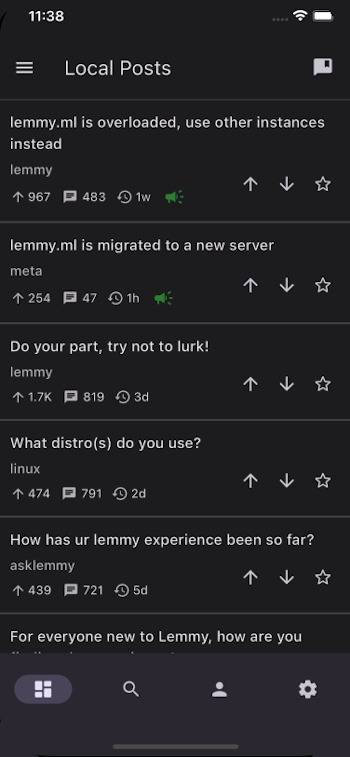 11:38
Local Posts
lemmy.ml is overloaded, use other instances
instead
lemmy
967 483 1w
lemmy.ml is migrated to a new server
meta
254 47 1h
Do your part, try not to lurk!
lemmy
1.7K 819 3d
What distro(s) do you use?
linux
474 791 2d
How has ur lemmy experience been so far?
asklemmy
439 721 5d
For everyone new to Lemmy, how are you